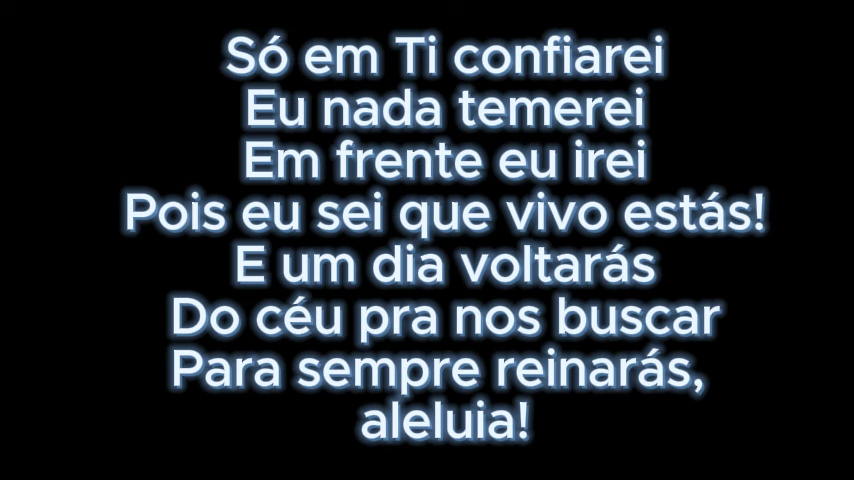 Só em Ti confiarei
Eu nada temerei
Em frente eu irei
Pois eu sei que vivo estás!
E um dia voltarás
Do céu pra nos buscar
Para sempre reinarás,
aleluia!